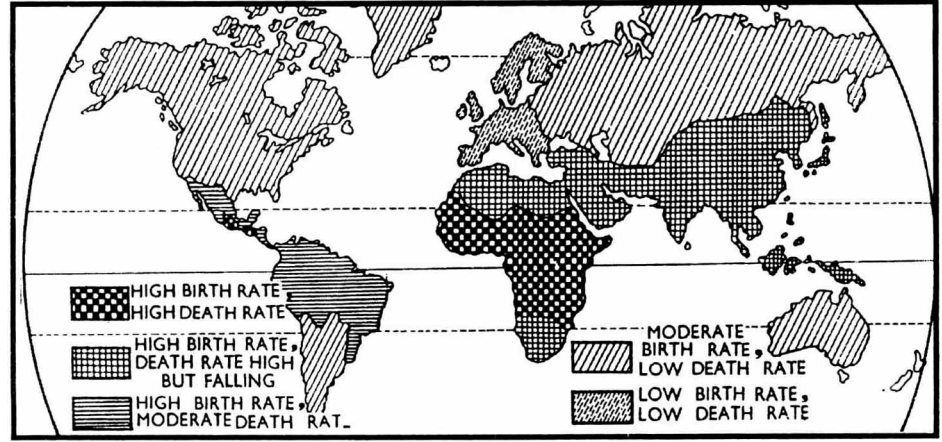 HIGH BIRTH RATE
HIGH DEATH RATE
HIGH BIRTH RATE,
DEATH RATE HIGH
BUT FALLING
HIGH BIRTH RATE,
MODERATE DEATH RAT_
MODERATE
BIRTH RATE,
LOW DEATH RATE
LOW BIRTH RATE,
LOW DEATH RATE